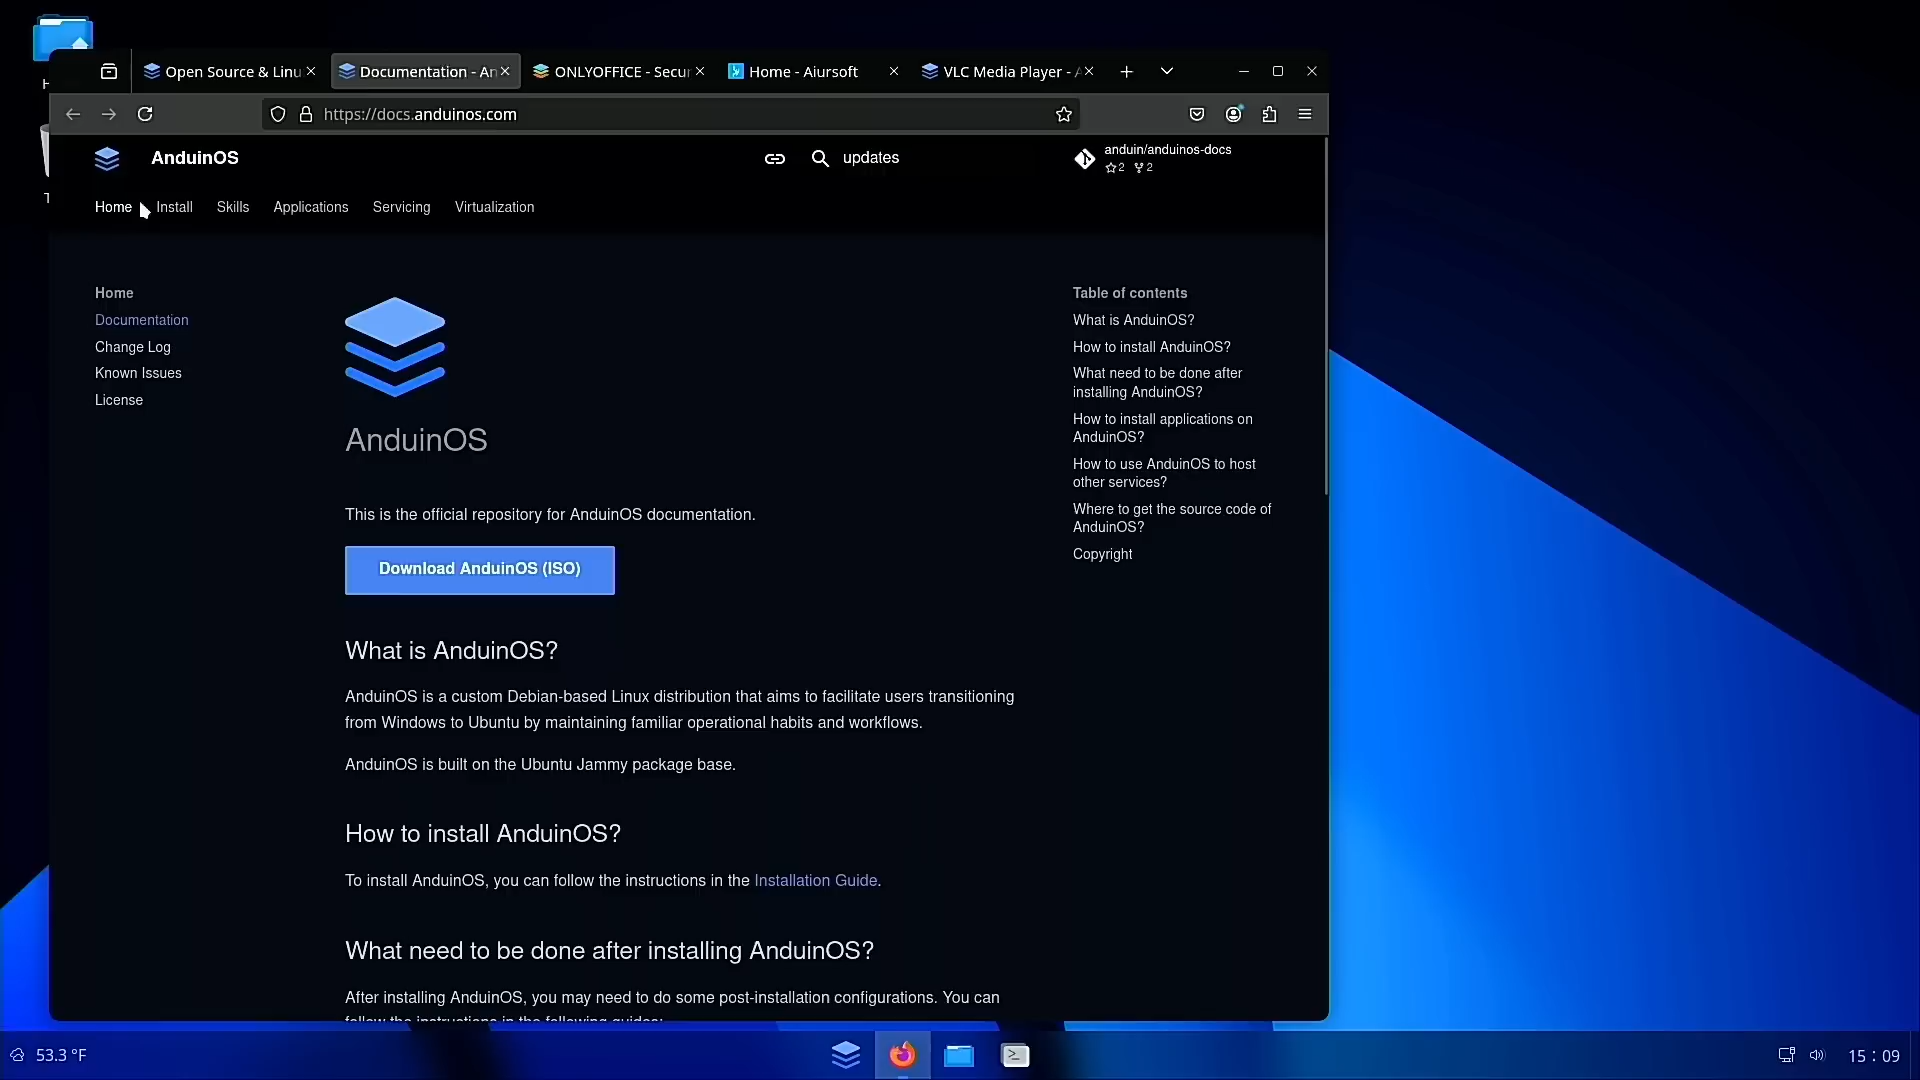 Open Source & Linu
Documentation - An
ONLYOFFICE - Secur
Home - Aiursoft
VLC Media Player - A
https://docs.anduinos.com
AnduinOS
updates
anduin/anduinos-docs
2 2
Home
Install
Skills
Applications
Servicing
Virtualization
Home
Documentation
Change Log
Known Issues
License
AnduinOS
This is the official repository for AnduinOS documentation.
Download AnduinOS (ISO)
What is AnduinOS?
AnduinOS is a custom Debian-based Linux distribution that aims to facilitate users transitioning
from Windows to Ubuntu by maintaining familiar operational habits and workflows.
AnduinOS is built on the Ubuntu Jammy package base.
How to install AnduinOS?
To install AnduinOS, you can follow the instructions in the Installation Guide.
What need to be done after installing AnduinOS?
After installing AnduinOS, you may need to do some post-installation configurations. You can
follow the instructions in the following guides:
Table of contents
What is AnduinOS?
How to install AnduinOS?
What need to be done after
installing AnduinOS?
How to install applications on
AnduinOS?
How to use AnduinOS to host
other services?
Where to get the source code of
AnduinOS?
Copyright
53.3 °F
15 : 09